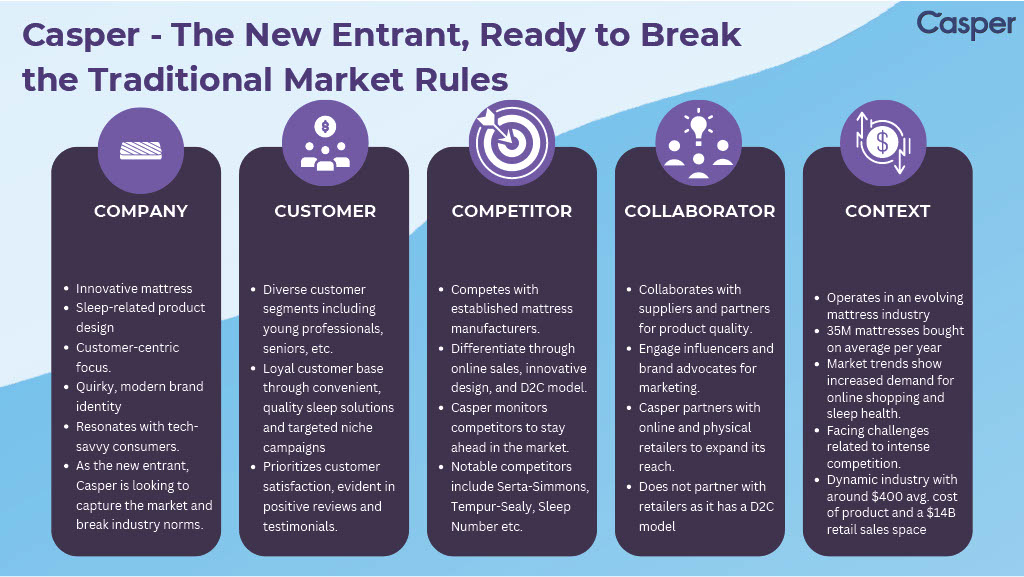 Casper - The New Entrant, Ready to Break
the Traditional Market Rules
Casper
COMPANY
• Innovative mattress
• Sleep-related product
design
• Customer-centric
focus.
• Quirky, modern brand
identity
• Resonates with tech-
savvy consumers.
• As the new entrant,
Casper is looking to
capture the market and
break industry norms.
CUSTOMER
• Diverse customer
segments including
young professionals,
seniors, etc.
• Loyal customer base
through convenient,
quality sleep solutions
and targeted niche
campaigns
• Prioritizes customer
satisfaction, evident in
positive reviews and
testimonials.
COMPETITOR
• Competes with
established mattress
manufacturers.
• Differentiate through
online sales, innovative
design, and D2C model.
• Casper monitors
competitors to stay
ahead in the market.
• Notable competitors
include Serta-Simmons,
Tempur-Sealy, Sleep
Number etc.
COLLABORATOR
• Collaborates with
suppliers and partners
for product quality.
• Engage influencers and
brand advocates for
marketing.
• Casper partners with
online and physical
retailers to expand its
reach.
• Does not partner with
retailers as it has a D2C
model
$
CONTEXT
• Operates in an evolving
mattress industry
• 35M mattresses bought
on average per year
• Market trends show
increased demand for
online shopping and
sleep health.
• Facing challenges
related to intense
competition.
• Dynamic industry with
around $400 avg. cost
of product and a $14B
retail sales space